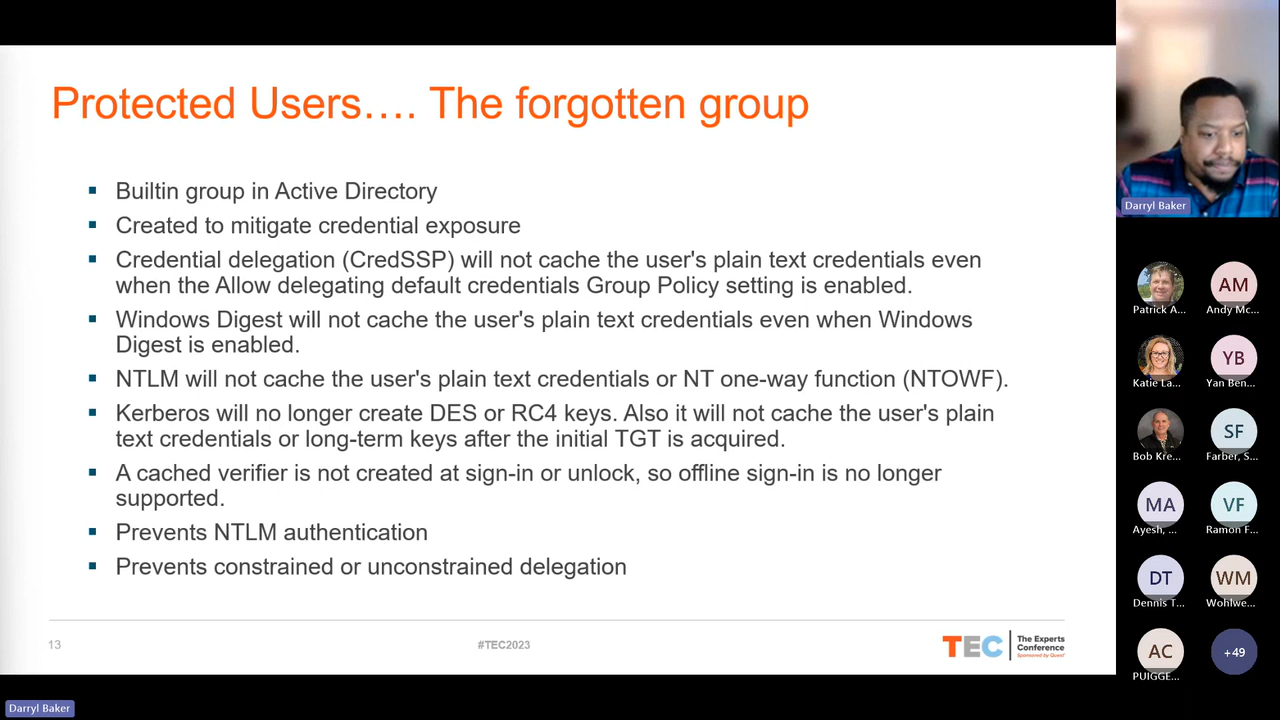 Protected Users.... The forgotten group
Builtin group in Active Directory
Created to mitigate credential exposure
Credential delegation (CredSSP) will not cache the user's plain text credentials even
when the Allow delegating default credentials Group Policy setting is enabled.
Windows Digest will not cache the user's plain text credentials even when Windows
Digest is enabled.
NTLM will not cache the user's plain text credentials or NT one-way function (NTOWF).
Kerberos will no longer create DES or RC4 keys. Also it will not cache the user's plain
text credentials or long-term keys after the initial TGT is acquired.
A cached verifier is not created at sign-in or unlock, so offline sign-in is no longer
supported.
Prevents NTLM authentication
Prevents constrained or unconstrained delegation
13
#TEC2023
TEC
The Experts
Conference
Sponsored by Quest
Darryl Baker
Patrick A...
AM
Andy Mc...
Katie La...
YB
Yan Ben...
Bob Kre...
SF
Farber, S...
MA
Ayesh, ...
VF
Ramon F...
DT
Dennis T...
WM
Wohlwe...
AC
PUIGGE...
+49
Darryl Baker